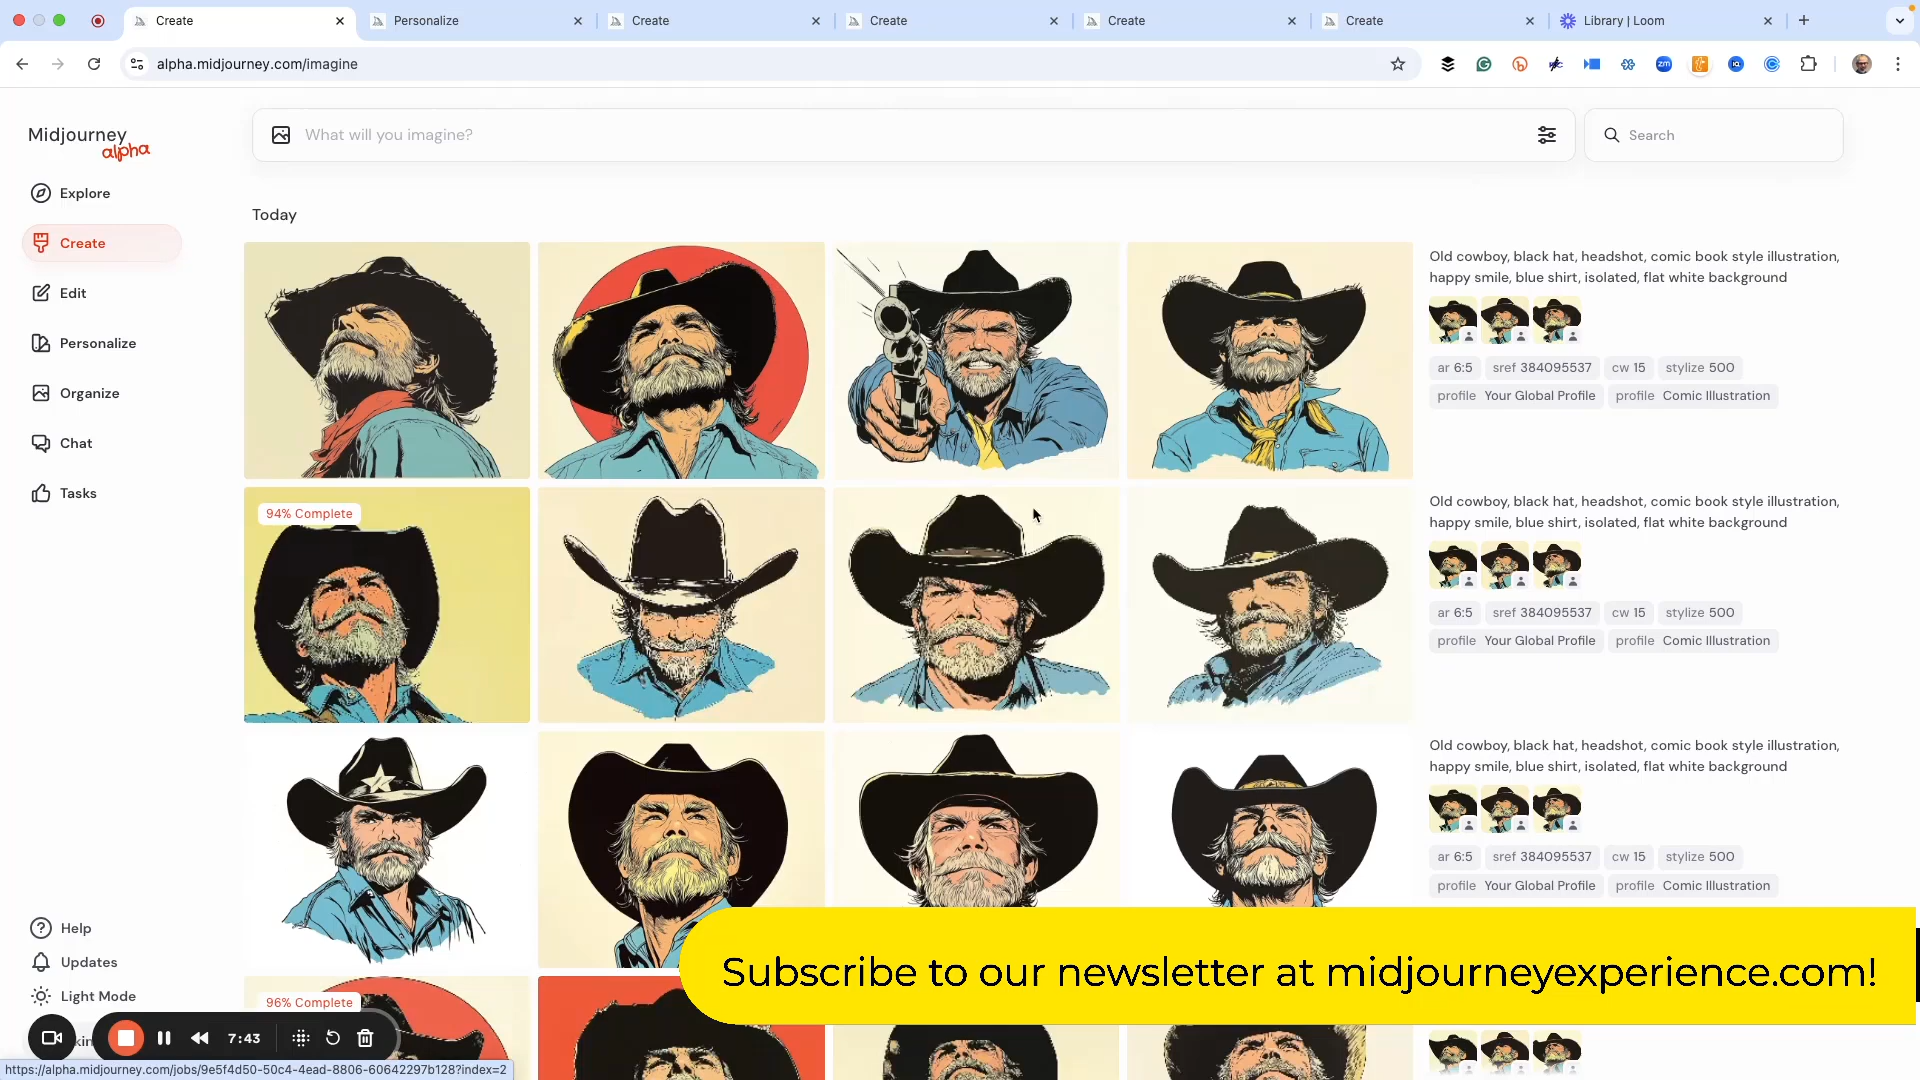 Create
Personalize
Create
Create
Create
Create
Library | Loom
alpha.midjourney.com/imagine
Midjourney
alpha
What will you imagine?
Search
Explore
Create
Edit
Personalize
Organize
Chat
Tasks
Today
Old cowboy, black hat, headshot, comic book style illustration,
happy smile, blue shirt, isolated, flat white background
ar 6:5 sref 384095537 cw 15 stylize 500
profile Your Global Profile profile Comic Illustration
94% Complete
Old cowboy, black hat, headshot, comic book style illustration,
happy smile, blue shirt, isolated, flat white background
ar 6:5 sref 384095537 cw 15 stylize 500
profile Your Global Profile profile Comic Illustration
Old cowboy, black hat, headshot, comic book style illustration,
happy smile, blue shirt, isolated, flat white background
ar 6:5 sref 384095537 cw 15 stylize 500
profile Your Global Profile profile Comic Illustration
96% Complete
Subscribe to our newsletter at midjourneyexperience.com!
Help
Updates
Light Mode
7:43
https://alpha.midjourney.com/jobs/9e5f4d50-50c4-4ead-8806-60642297b128?index=2